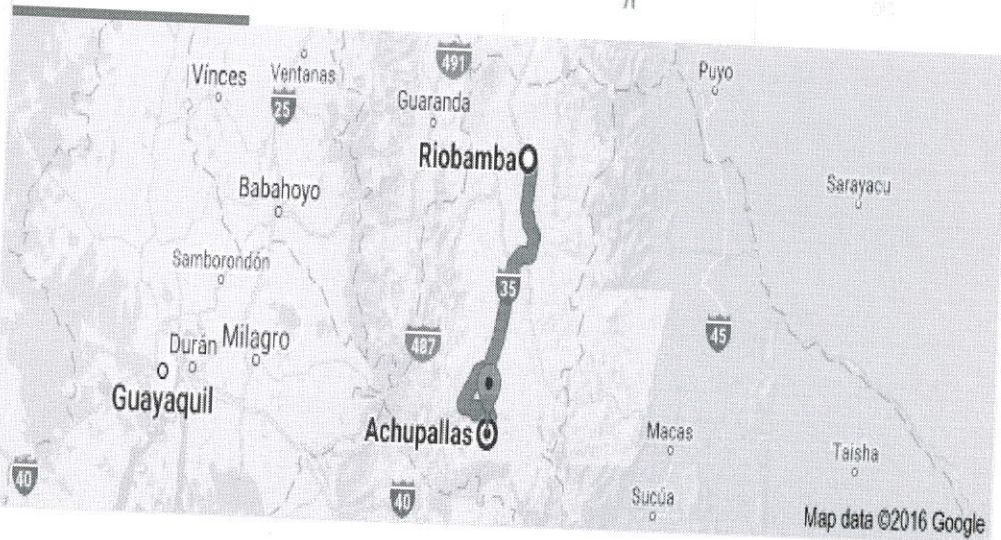 491
Vínces
Ventanas
Puyo
25
Guaranda
Riobamba
Babahoyo
Sarayacu
Samborondón
35
45
487
Durán
Milagro
Guayaquil
Achupallas
Macas
Taisha
40
40
Sucúa
Map data ©2016 Google